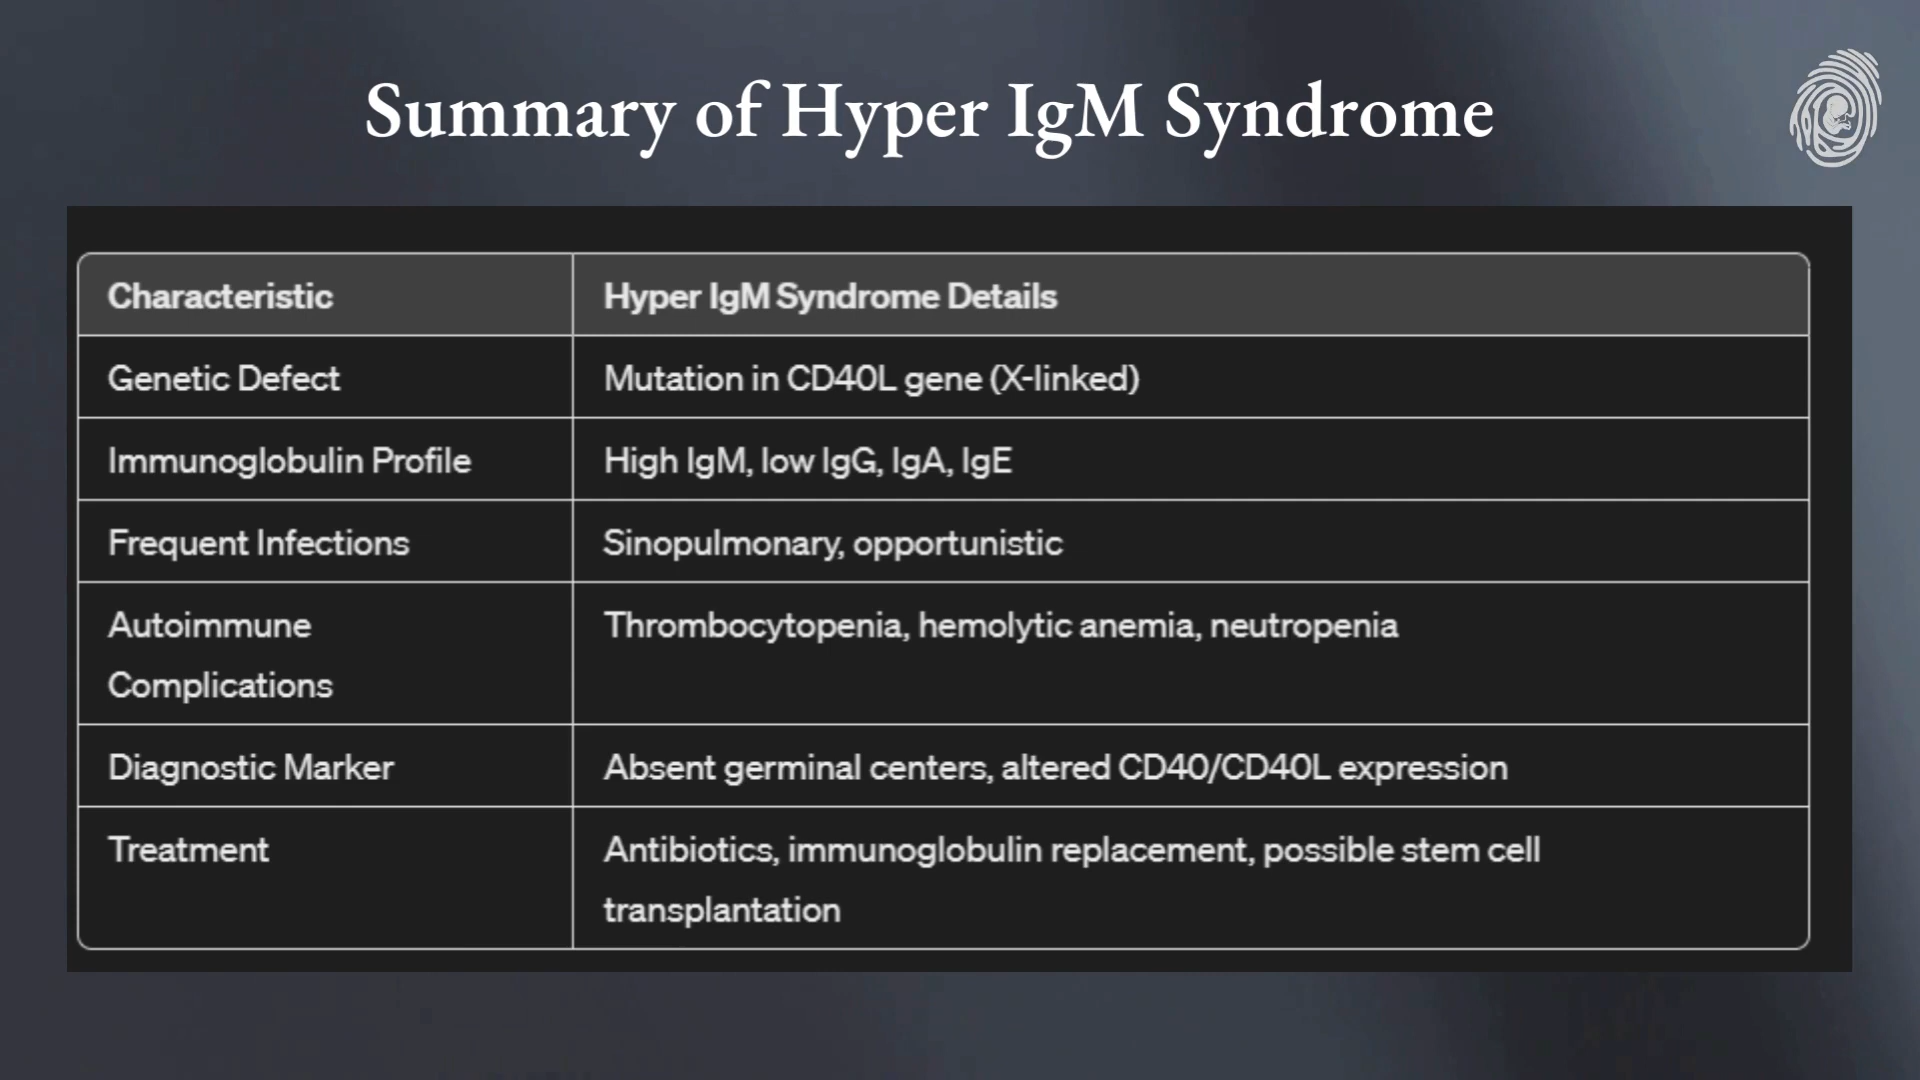 Summary of Hyper IgM Syndrome
Characteristic
Hyper IgM Syndrome Details
Genetic Defect
Mutation in CD40L gene (X-linked)
Immunoglobulin Profile
High IgM, low IgG, IgA, IgE
Frequent Infections
Sinopulmonary, opportunistic
Autoimmune
Complications
Thrombocytopenia, hemolytic anemia, neutropenia
Diagnostic Marker
Absent germinal centers, altered CD40/CD40L expression
Treatment
Antibiotics, immunoglobulin replacement, possible stem cell
transplantation